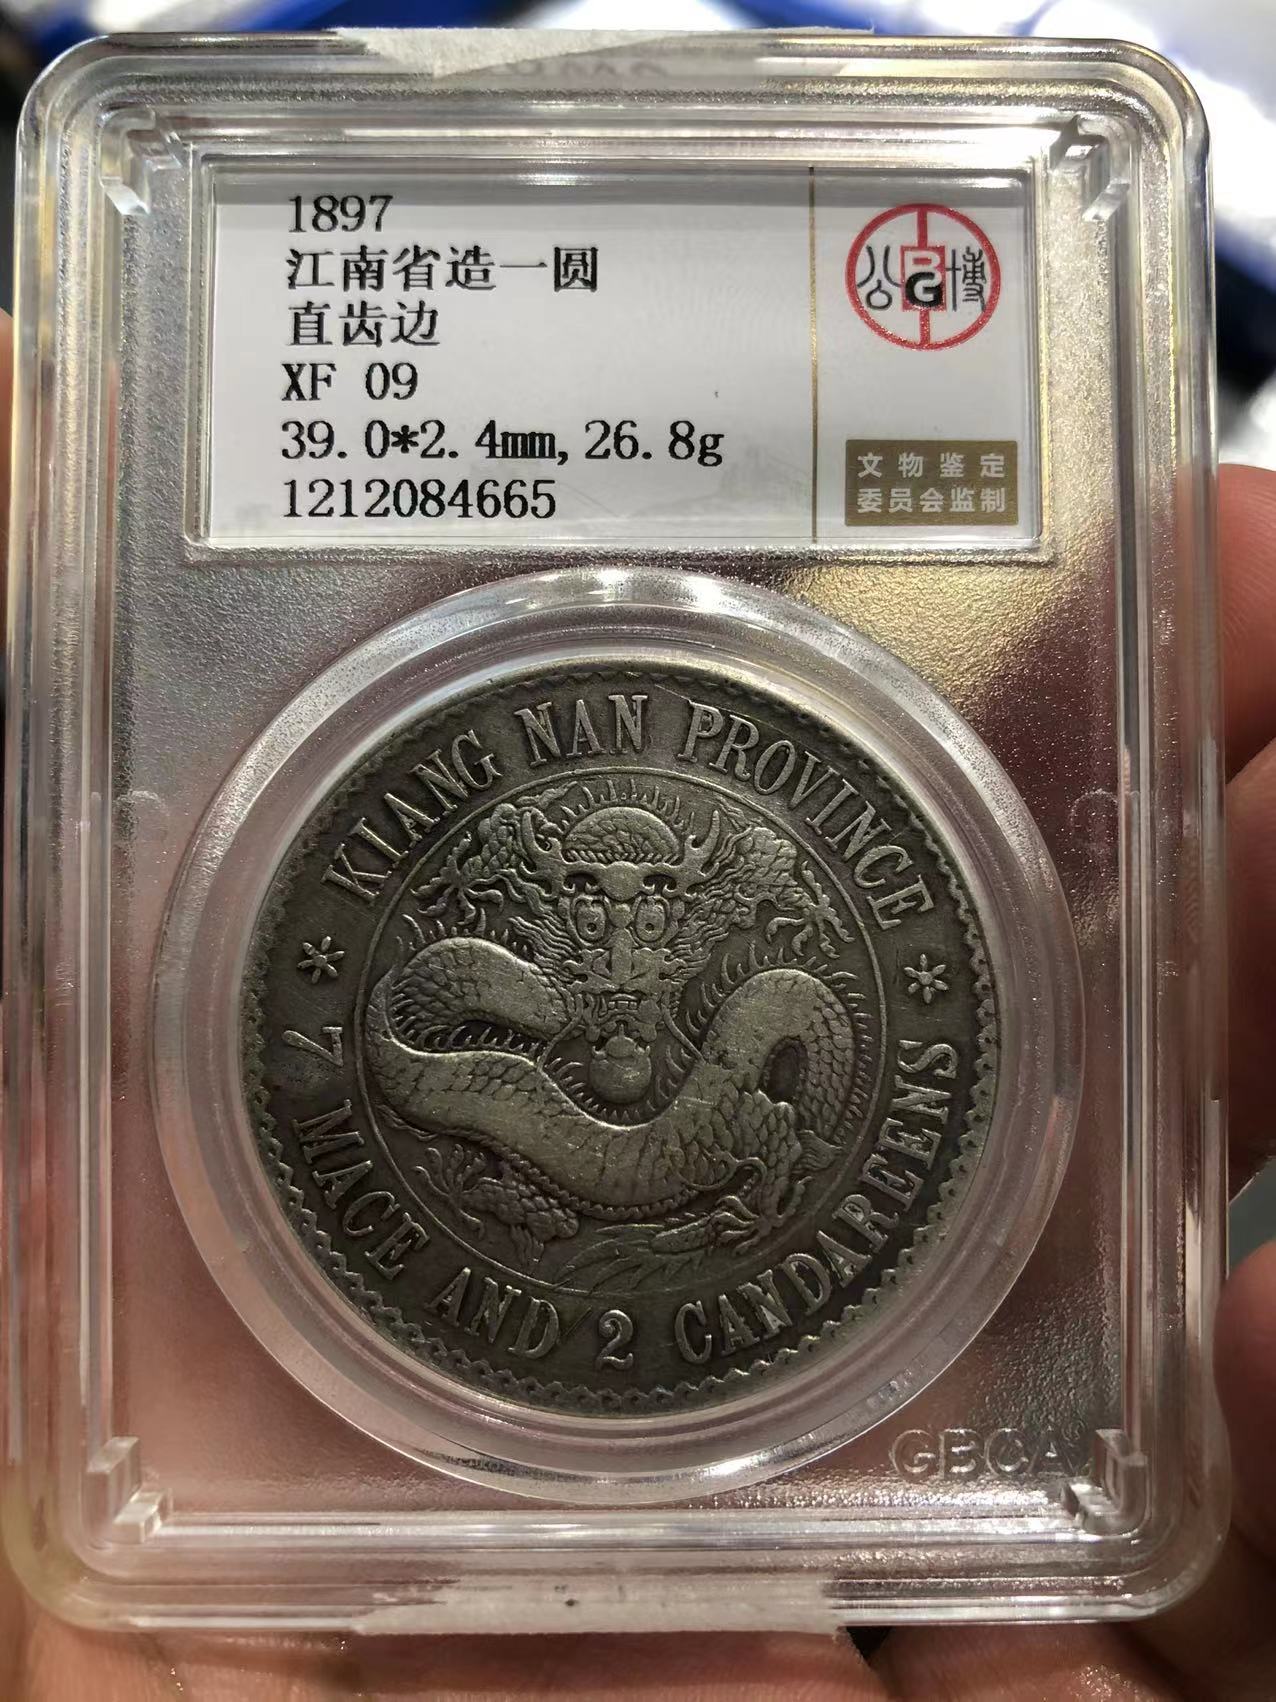 1897
江南省造一圆
直齿边
XF 09
39.0*2.4mm,26.8g
1212084665
公博
BG
文物鉴定
委员会监制
KIANG NAN PROVINCE
7 MACE AND 2 CANDAREENS
GBCA